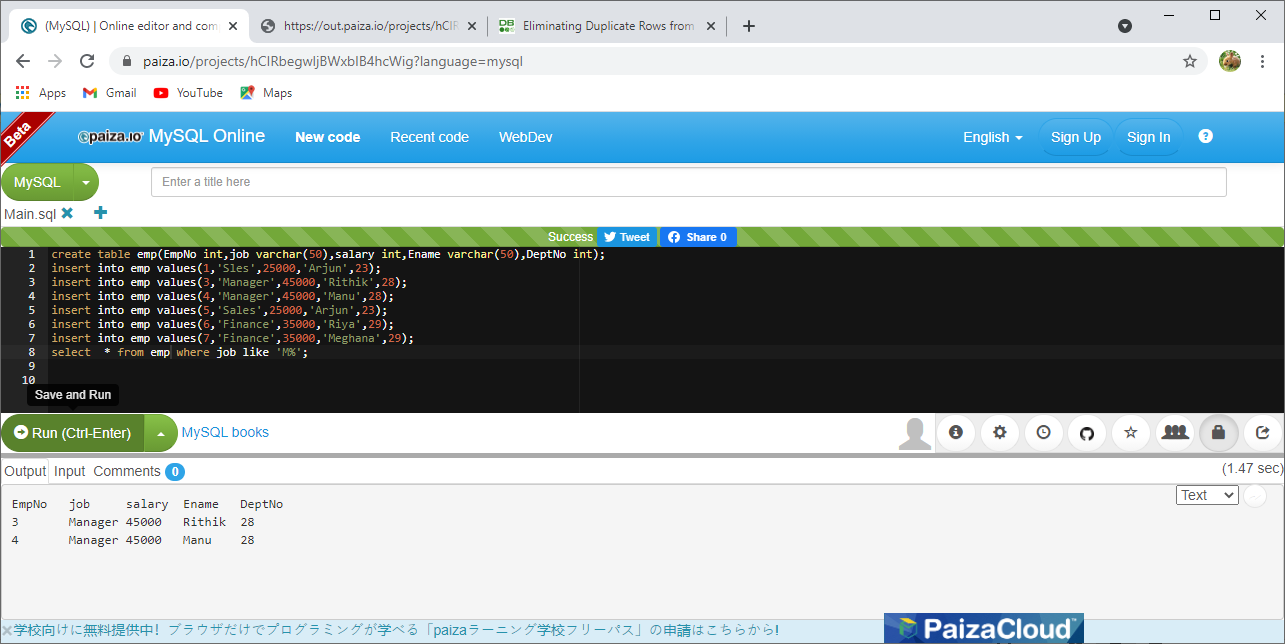 (MySQL) | Online editor and com
https://out.paiza.io/projects/hClR
Eliminating Duplicate Rows from
paiza.io/projects/hClRbegwIjBWxbIB4hcWig?language=mysql
Apps Gmail YouTube Maps
Beta
paiza.io MySQL Online New code Recent code WebDev English Sign Up Sign In
MySQL Enter a title here
Main.sql
Success Tweet Share 0
1 create table emp(EmpNo int,job varchar(50),salary int,Ename varchar(50),DeptNo int);
2 insert into emp values(1,'Sles',25000,'Arjun',23);
3 insert into emp values(3,'Manager',45000,'Rithik',28);
4 insert into emp values(4,'Manager',45000,'Manu',28);
5 insert into emp values(5,'Sales',25000,'Arjun',23);
6 insert into emp values(6,'Finance',35000,'Riya',29);
7 insert into emp values(7,'Finance',35000,'Meghana',29);
8 select  * from emp where job like 'M%';
9
10
Save and Run
Run (Ctrl-Enter) MySQL books
Output Input Comments 0 (1.47 sec)
Text
EmpNo job salary Ename DeptNo
3 Manager 45000 Rithik 28
4 Manager 45000 Manu 28
学校向けに無料提供中！ブラウザだけでプログラミングが学べる「paizaラーニング学校フリーパス」の申請はこちらから!
PaizaCloud